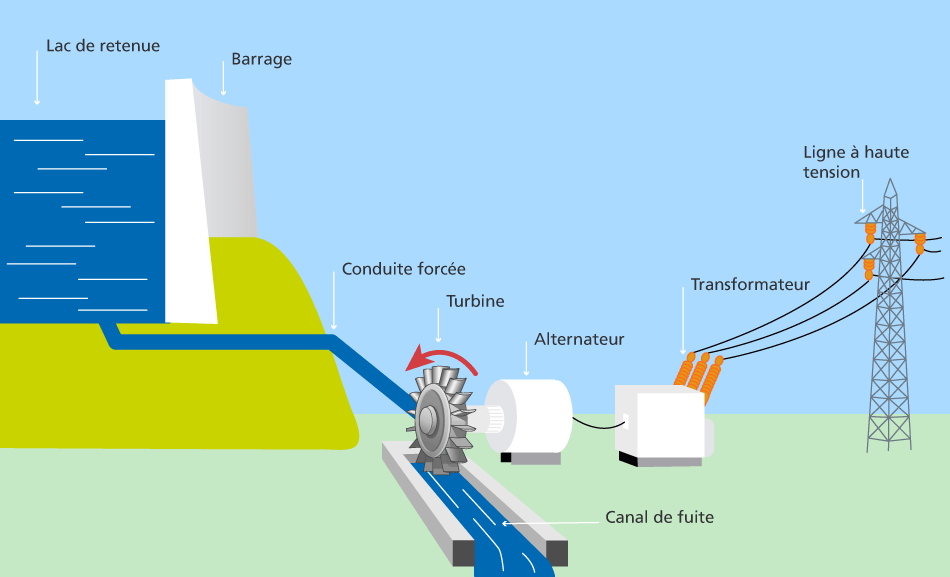 Lac de retenue
Barrage
Ligne à haute
tension
Conduite forcée
Transformateur
Turbine
Alternateur
Canal de fuite